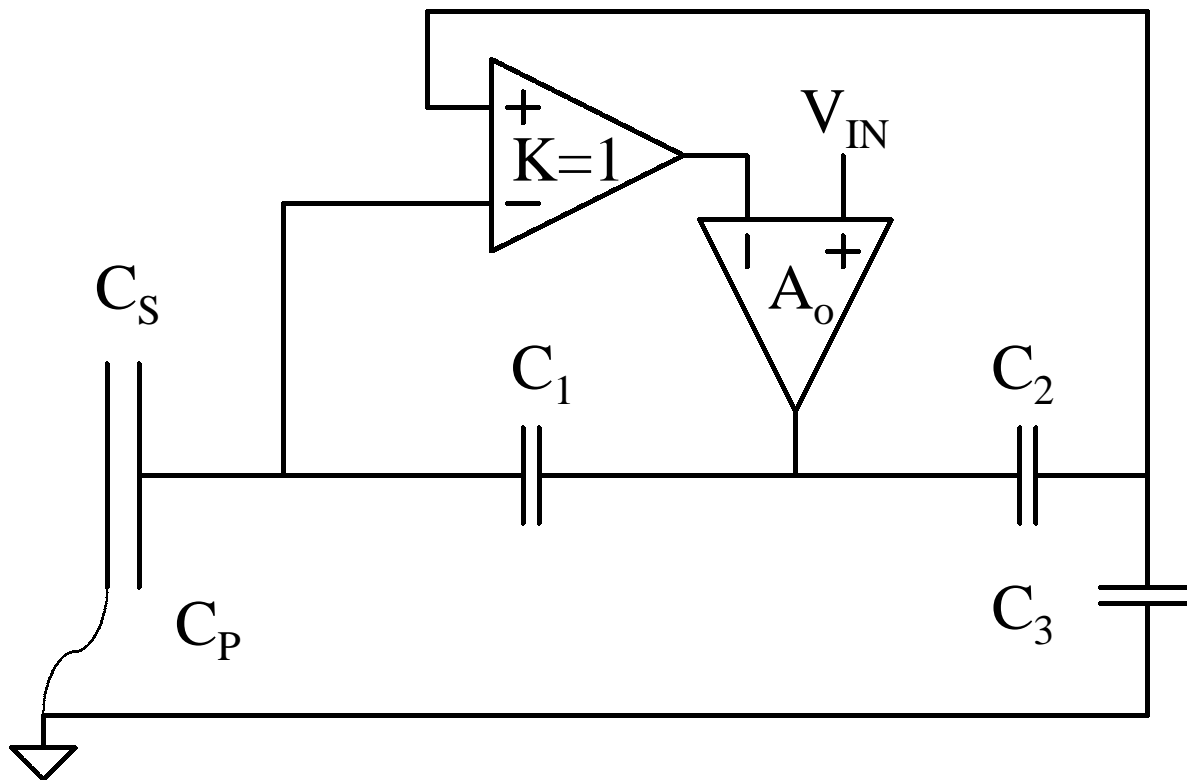 +
K=1
−
V_IN
− +
A_o
C_S
C_1
C_2
C_P
C_3